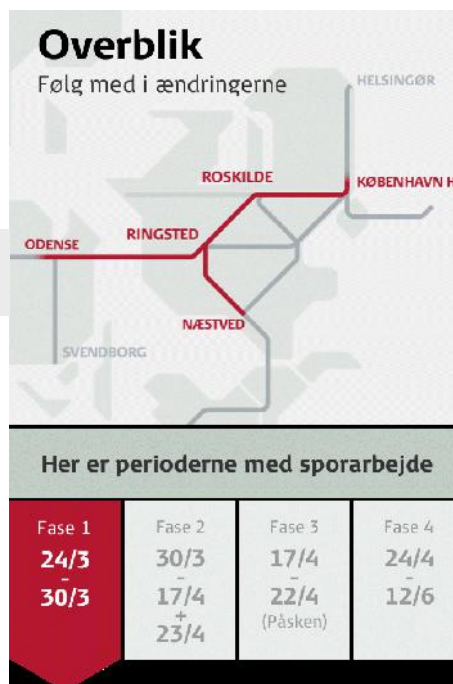 Overblik
Følg med i ændringerne
HELSINGØR
ROSKILDE
KØBENHAVN H
RINGSTED
ODENSE
NÆSTVED
SVENDBORG
Her er perioderne med sporarbejde
Fase 1
24/3
-
30/3
Fase 2
30/3
-
17/4
+
23/4
Fase 3
17/4
-
22/4
(Påsken)
Fase 4
24/4
-
12/6